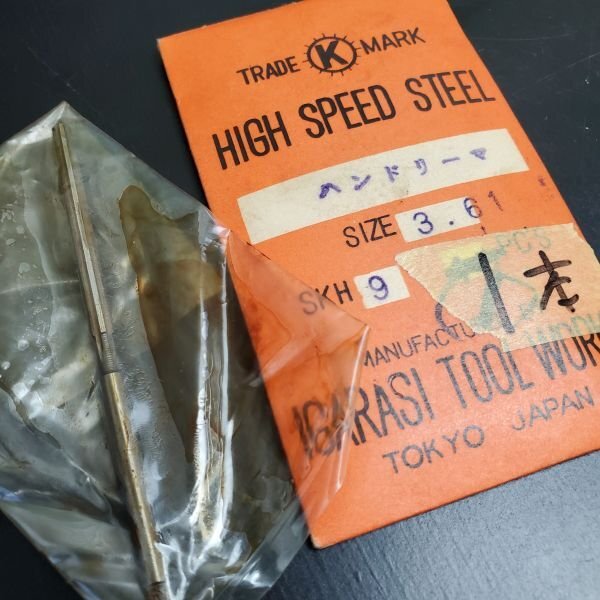 TRADE K MARK
HIGH SPEED STEEL
ハンドリーマ
SIZE 3.61
SKH 9 PC'S
1本
MANUFACTU
IGARASI TOOL WOR
TOKYO JAPAN